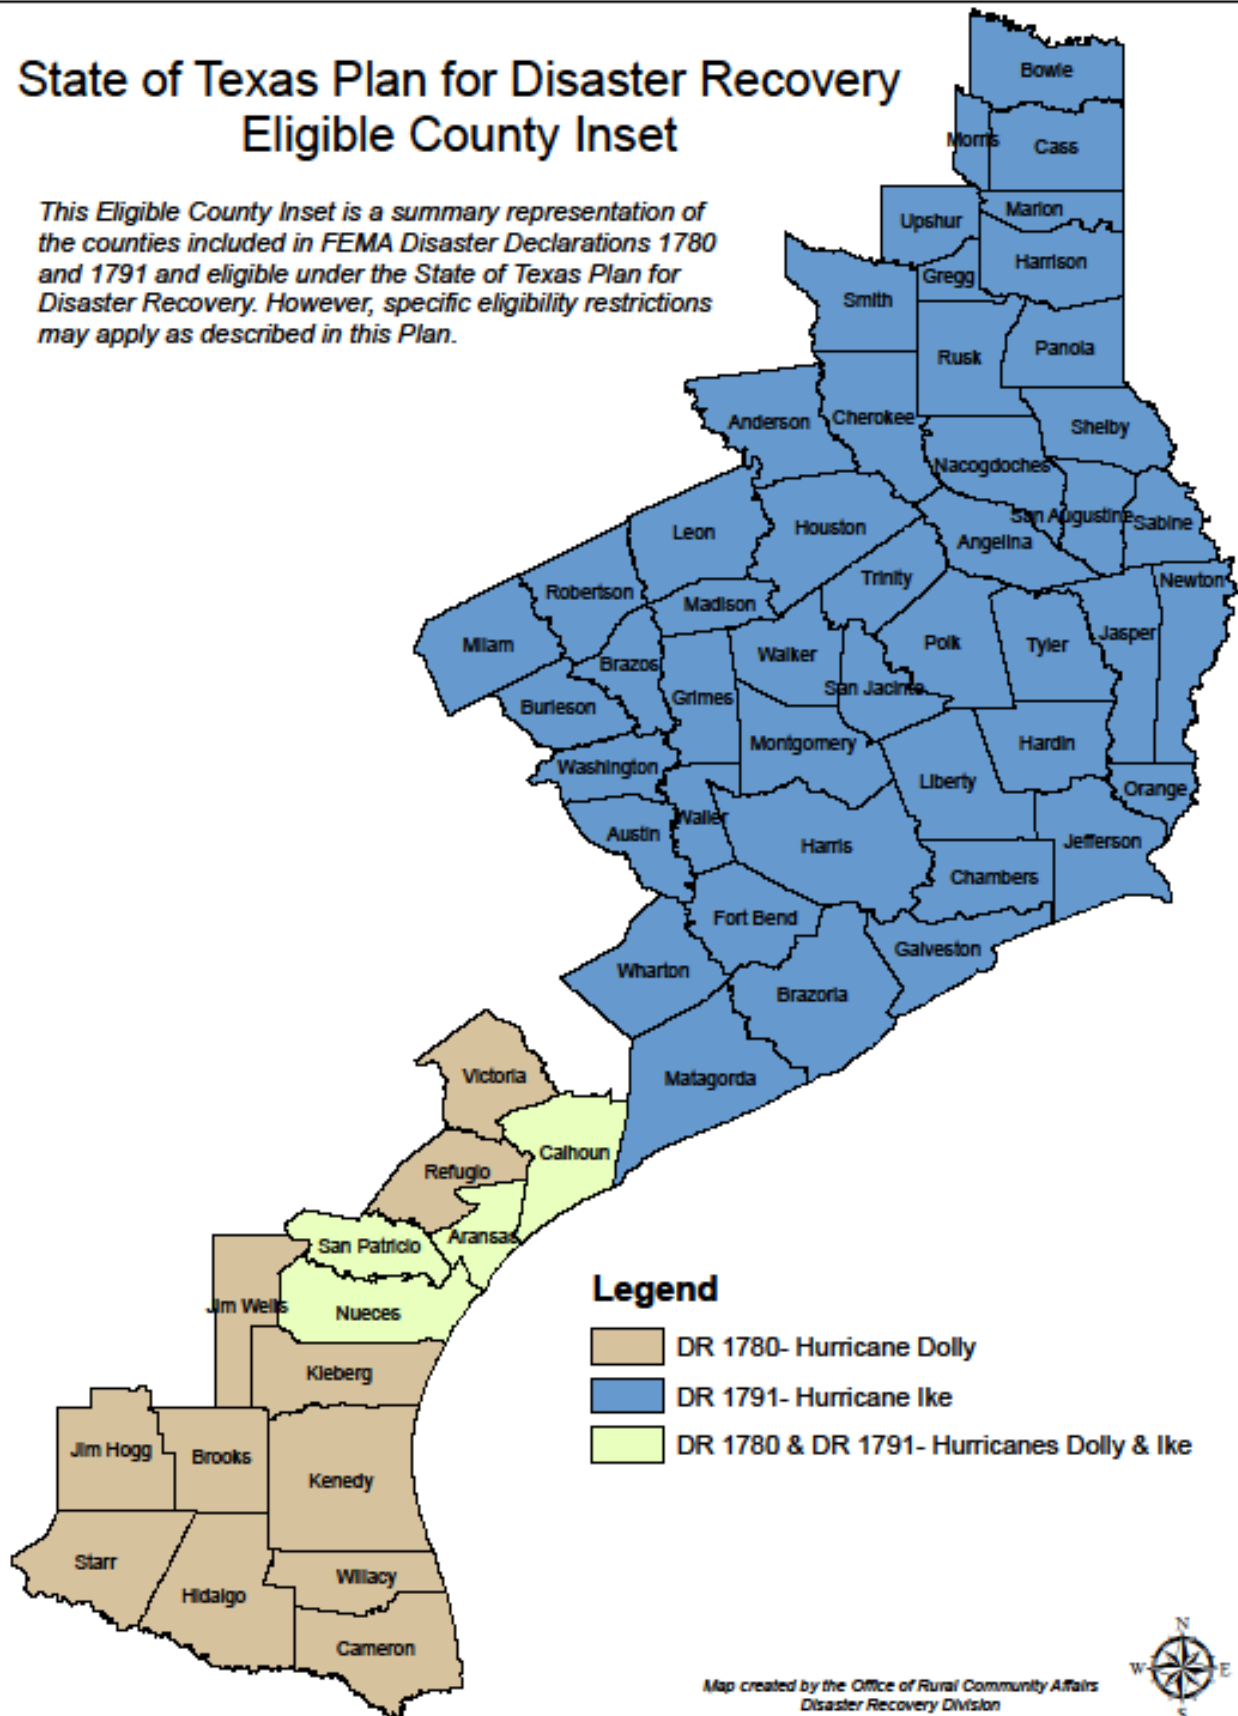 State of Texas Plan for Disaster Recovery
Eligible County Inset
This Eligible County Inset is a summary representation of
the counties included in FEMA Disaster Declarations 1780
and 1791 and eligible under the State of Texas Plan for
Disaster Recovery. However, specific eligibility restrictions
may apply as described in this Plan.
Bowie
Morris
Cass
Upshur
Marion
Gregg
Harrison
Smith
Rusk
Panola
Anderson
Cherokee
Shelby
Nacogdoches
Leon
Houston
Angelina
San Augustine
Sabine
Robertson
Madison
Trinity
Newton
Milam
Brazos
Walker
Polk
Tyler
Jasper
Burleson
Grimes
San Jacinto
Washington
Montgomery
Liberty
Hardin
Orange
Austin
Waller
Harris
Chambers
Jefferson
Fort Bend
Galveston
Wharton
Brazoria
Victoria
Matagorda
Refugio
Calhoun
San Patricio
Aransas
Jim Wells
Nueces
Kleberg
Jim Hogg
Brooks
Kenedy
Starr
Hidalgo
Willacy
Cameron
Legend
DR 1780- Hurricane Dolly
DR 1791- Hurricane Ike
DR 1780 & DR 1791- Hurricanes Dolly & Ike
N
W
E
S
Map created by the Office of Rural Community Affairs
Disaster Recovery Division